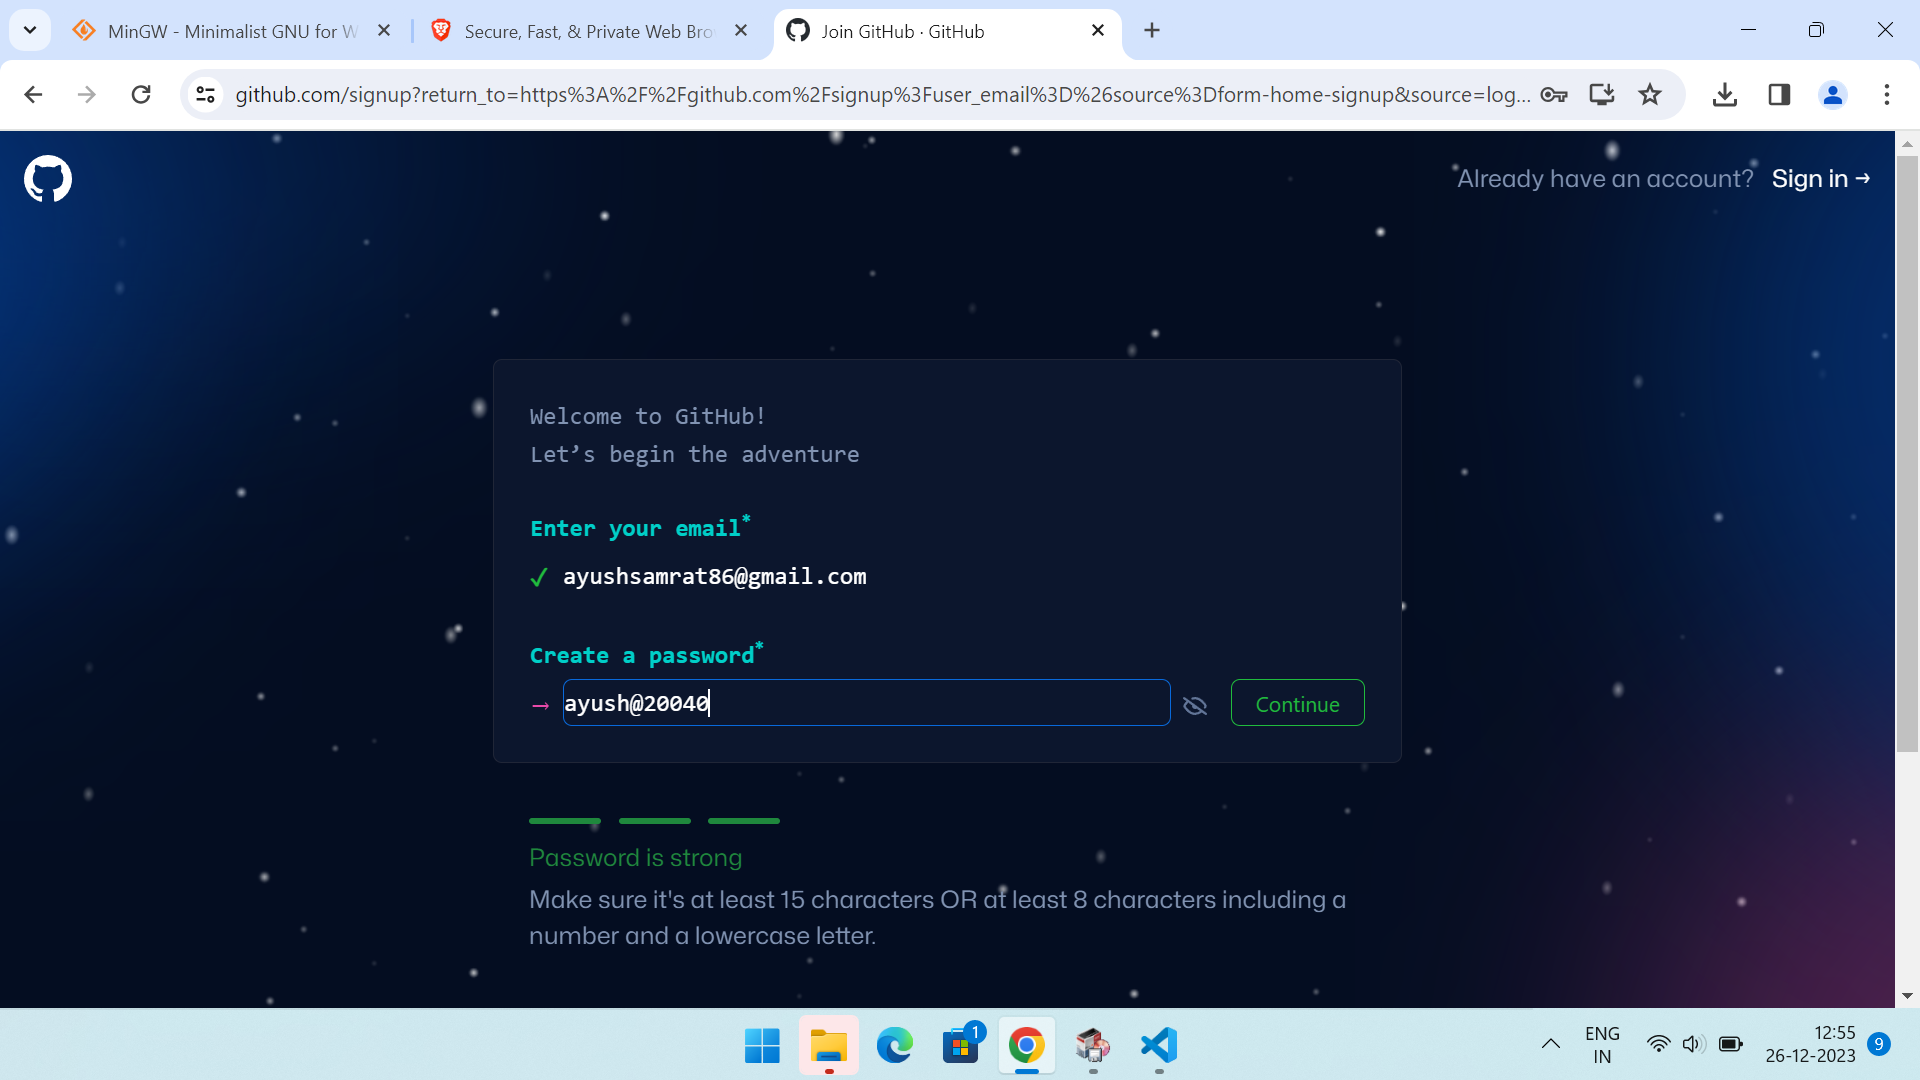 MinGW - Minimalist GNU for W
Secure, Fast, & Private Web Bro
Join GitHub · GitHub
github.com/signup?return_to=https%3A%2F%2Fgithub.com%2Fsignup%3Fuser_email%3D%26source%3Dform-home-signup&source=log...
Already have an account? Sign in →
Welcome to GitHub!
Let’s begin the adventure
Enter your email*
✓ ayushsamrat86@gmail.com
Create a password*
→ ayush@20040
Continue
Password is strong
Make sure it's at least 15 characters OR at least 8 characters including a
number and a lowercase letter.
1
ENG
IN
12:55
26-12-2023
9